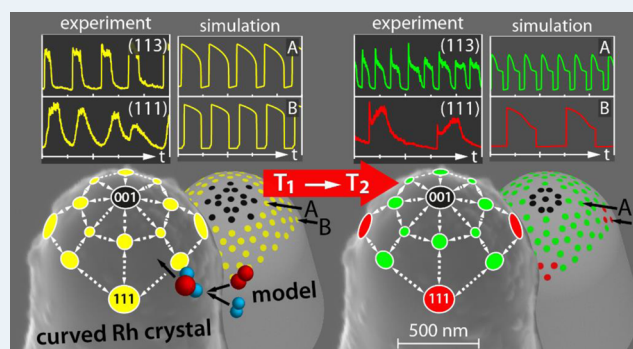 experiment
simulation
(113)
A
(111)
B
t
t
experiment
simulation
(113)
A
(111)
B
t
t
T₁ → T₂
001
A
B
111
model
curved Rh crystal
001
A
B
111
500 nm